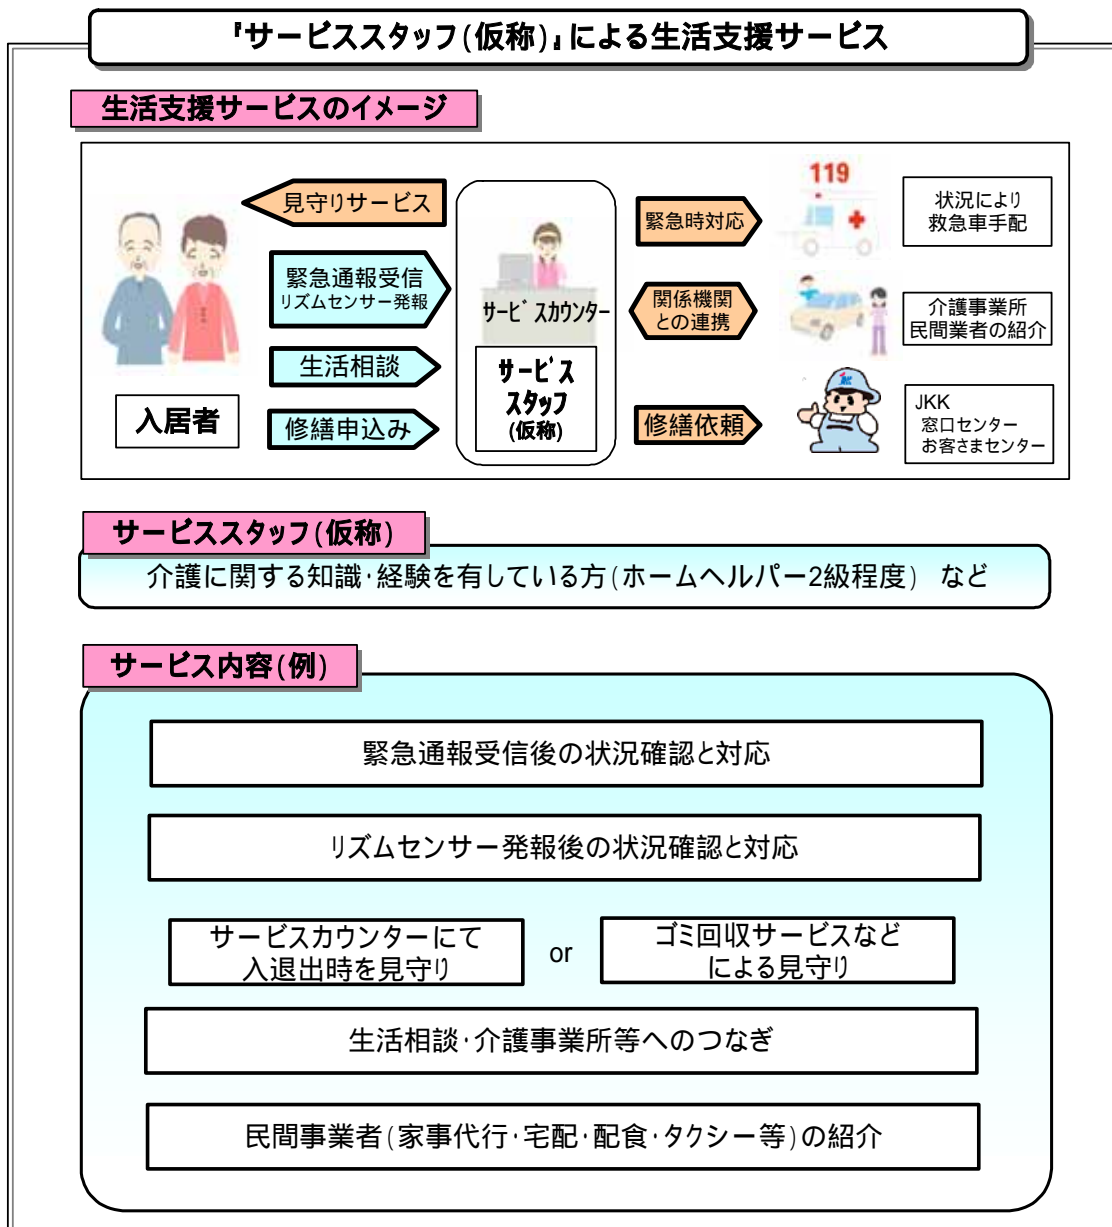 『サービススタッフ(仮称)』による生活支援サービス
生活支援サービスのイメージ
見守りサービス
緊急通報受信
リズムセンサー発報
生活相談
修繕申込み
入居者
サービスカウンター
サービス
スタッフ
(仮称)
緊急時対応
関係機関
との連携
修繕依頼
119
状況により
救急車手配
介護事業所
民間業者の紹介
JKK
窓口センター
お客さまセンター
サービススタッフ(仮称)
介護に関する知識・経験を有している方(ホームヘルパー2級程度) など
サービス内容(例)
緊急通報受信後の状況確認と対応
リズムセンサー発報後の状況確認と対応
サービスカウンターにて
入退出時を見守り
or
ゴミ回収サービスなど
による見守り
生活相談・介護事業所等へのつなぎ
民間事業者(家事代行・宅配・配食・タクシー等)の紹介